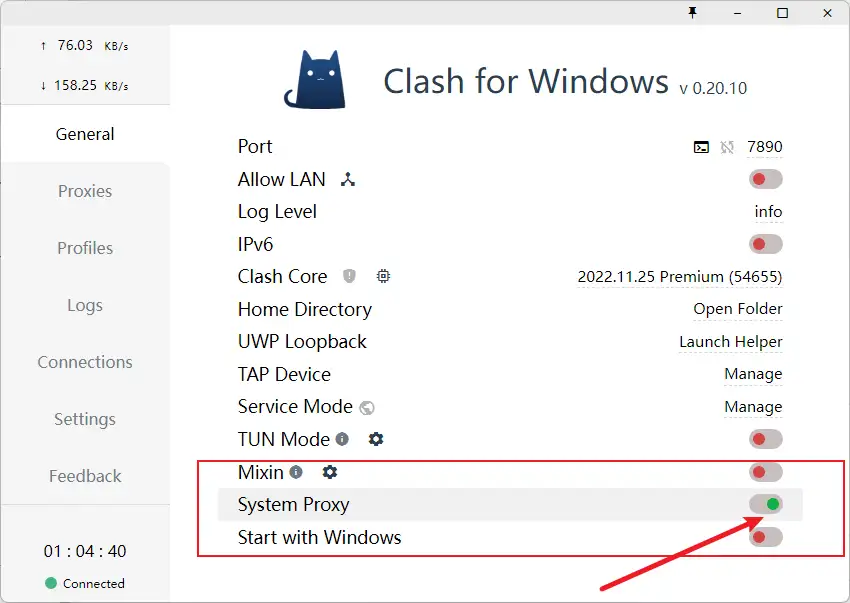 ↑ 76.03 KB/s
↓ 158.25 KB/s
General
Proxies
Profiles
Logs
Connections
Settings
Feedback
01 : 04 : 40
Connected
Clash for Windows v 0.20.10
Port 7890
Allow LAN
Log Level info
IPv6
Clash Core 2022.11.25 Premium (54655)
Home Directory Open Folder
UWP Loopback Launch Helper
TAP Device Manage
Service Mode Manage
TUN Mode
Mixin
System Proxy
Start with Windows